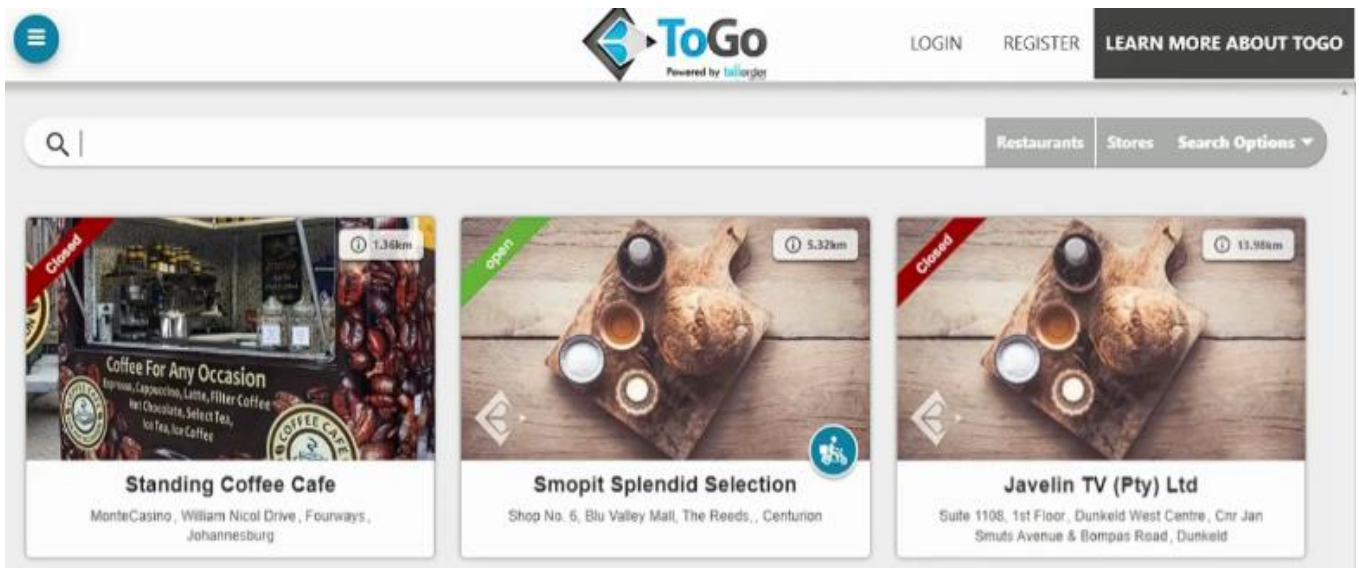 ToGo
Powered by tallorder
LOGIN
REGISTER
LEARN MORE ABOUT TOGO
Restaurants
Stores
Search Options
Closed
1.36km
Coffee For Any Occasion
Espresso, Cappuccino, Latte, Filter Coffee
Hot Chocolate, Select Tea,
Ice Tea, Ice Coffee
COFFEE CAFE
Standing Coffee Cafe
MonteCasino, William Nicol Drive, Fourways,
Johannesburg
open
5.32km
Smopit Splendid Selection
Shop No. 6, Blu Valley Mall, The Reeds,, Centurion
Closed
13.98km
Javelin TV (Pty) Ltd
Suite 1108, 1st Floor, Dunkeld West Centre, Cnr Jan
Smuts Avenue & Bompas Road, Dunkeld